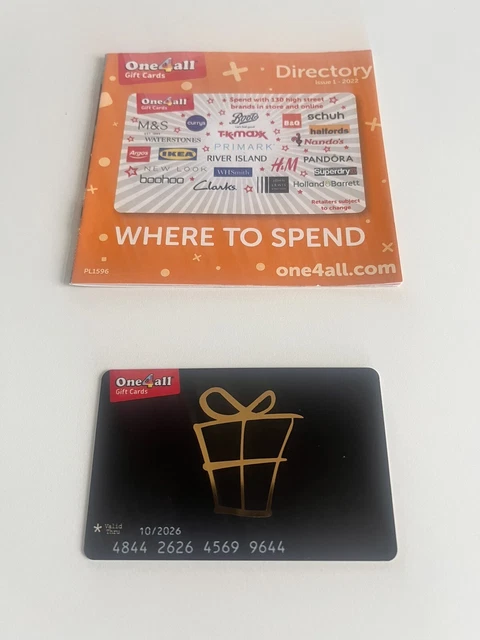 One4all
Gift Cards
Directory
Issue 1 - 2023
One4all
Gift Cards
Spend with 130 high street
brands in store and online
M&S
EST. 1884
currys
Boots
B&Q
schuh
WATERSTONES
TK Maxx
halfords
Nando's
Argos
IKEA
PRIMARK
RIVER ISLAND
H&M
PANDORA
NEW LOOK
WHSmith
Superdry
boohoo
Clarks
Holland & Barrett
Retailers subject
to change
WHERE TO SPEND
one4all.com
PL1596
One4all
Gift Cards
* Valid
Thru
10/2026
4844 2626 4569 9644